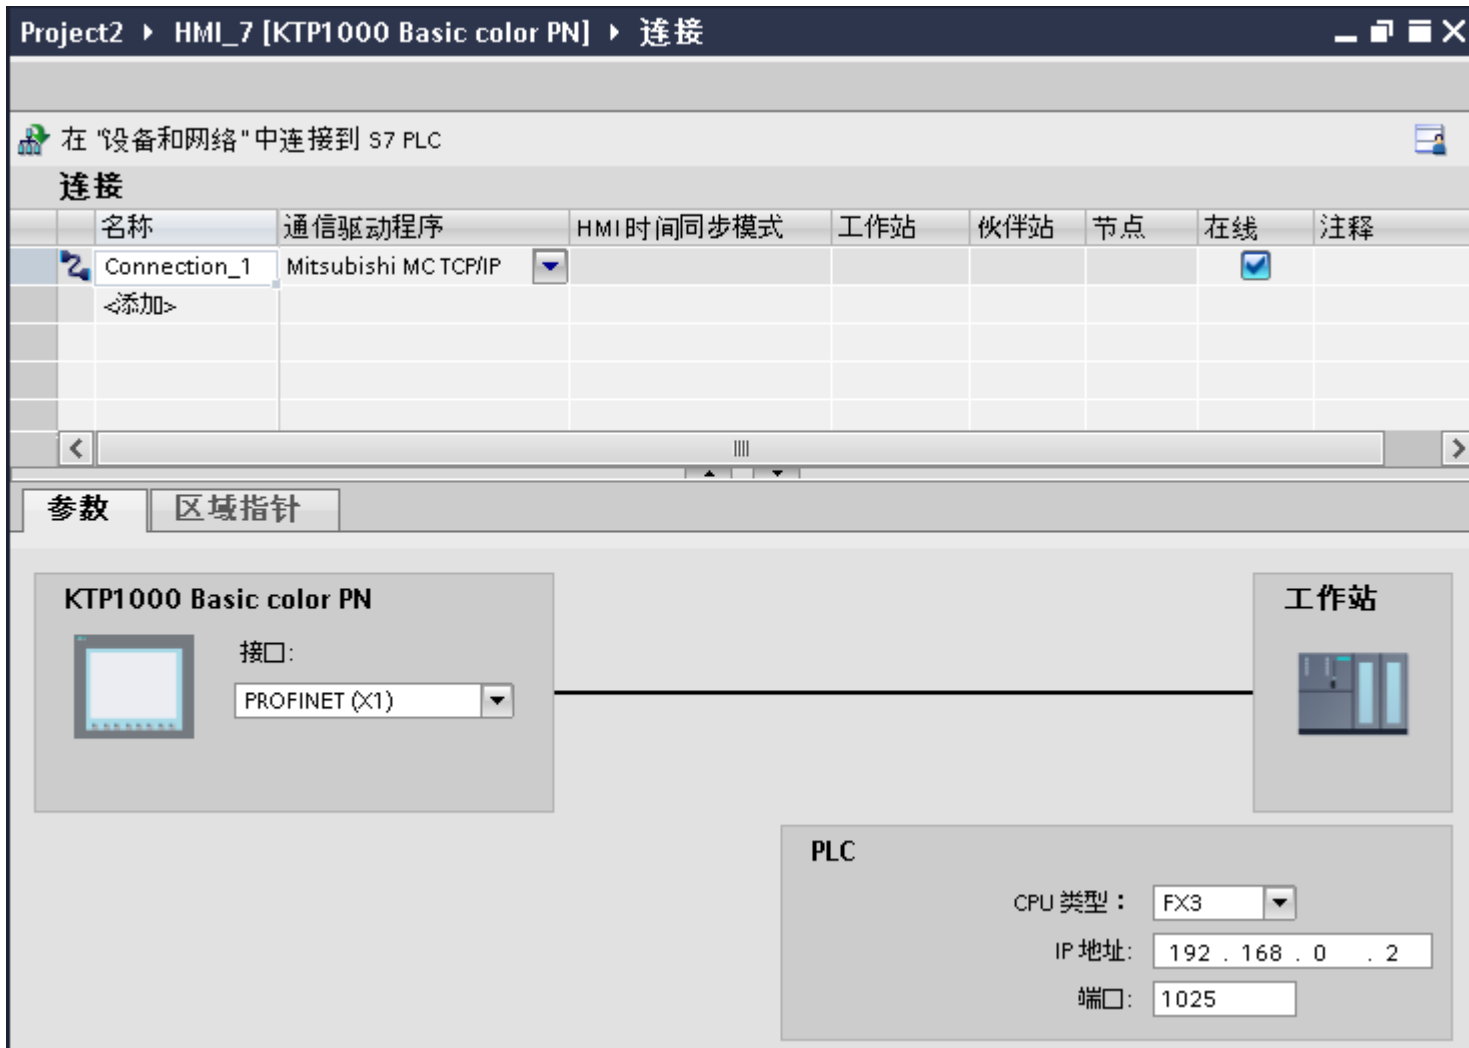 Project2 ▸ HMI_7 [KTP1000 Basic color PN] ▸ 连接
在 "设备和网络" 中连接到 S7 PLC
连接
名称 通信驱动程序 HMI 时间同步模式 工作站 伙伴站 节点 在线 注释
Connection_1 Mitsubishi MC TCP/IP
<添加>
参数 区域指针
KTP1000 Basic color PN
工作站
接口:
PROFINET (X1)
PLC
CPU 类型： FX3
IP 地址: 192 . 168 . 0 . 2
端口: 1025